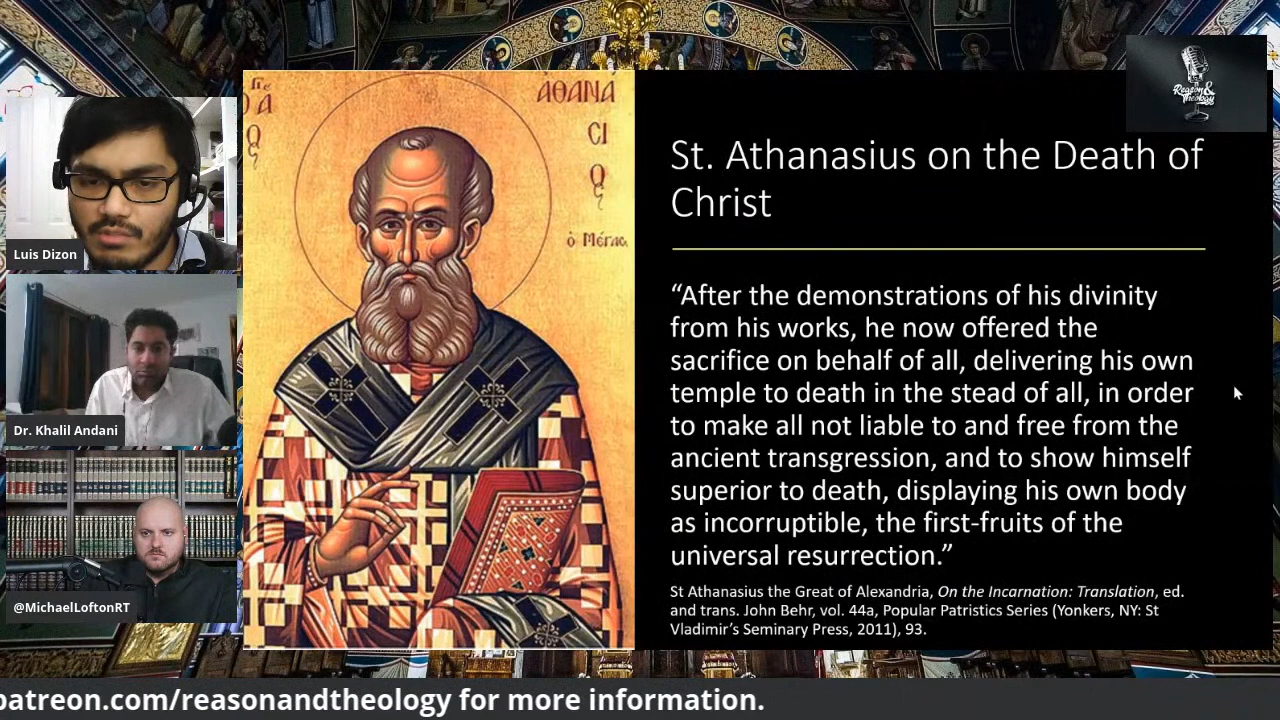 Reason &
Theology
ΑΘΑΝΑ
СΙ
Ο
ς
ὁ Μέγας
St. Athanasius on the Death of
Christ
“After the demonstrations of his divinity
from his works, he now offered the
sacrifice on behalf of all, delivering his own
temple to death in the stead of all, in order
to make all not liable to and free from the
ancient transgression, and to show himself
superior to death, displaying his own body
as incorruptible, the first-fruits of the
universal resurrection.”
St Athanasius the Great of Alexandria, On the Incarnation: Translation, ed.
and trans. John Behr, vol. 44a, Popular Patristics Series (Yonkers, NY: St
Vladimir’s Seminary Press, 2011), 93.
Luis Dizon
Dr. Khalil Andani
@MichaelLoftonRT
patreon.com/reasonandtheology for more information.